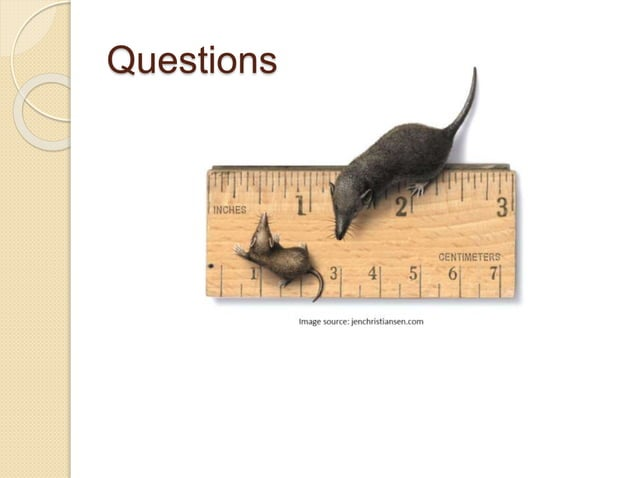 Questions
INCHES 1 2 3
CENTIMETERS
1 3 4 5 6 7
Image source: jenchristiansen.com